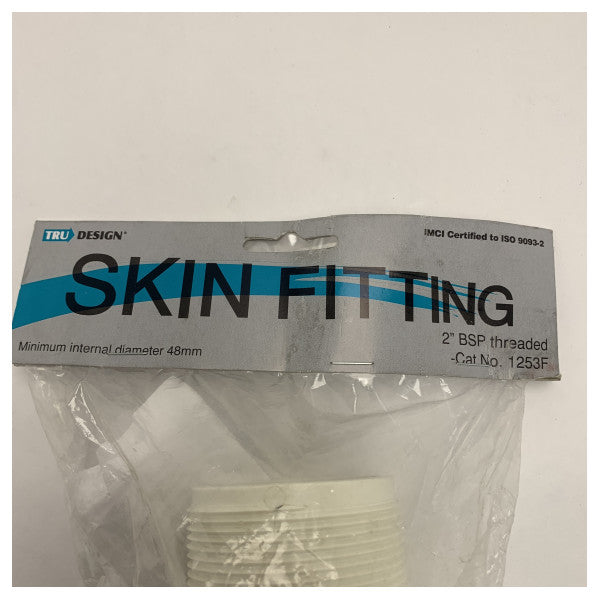 TRU DESIGN®
IMCI Certified to ISO 9093-2
SKIN FITTING
Minimum internal diameter 48mm
2" BSP threaded
-Cat No. 1253F